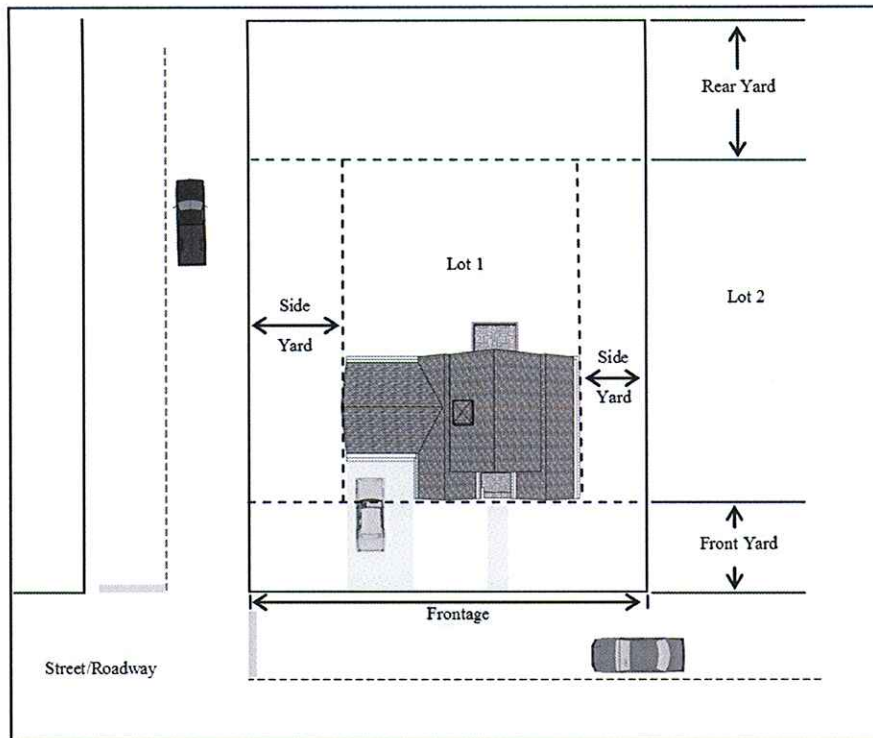 Rear Yard
Lot 1
Lot 2
Side
Yard
Side
Yard
Front Yard
Frontage
Street/Roadway